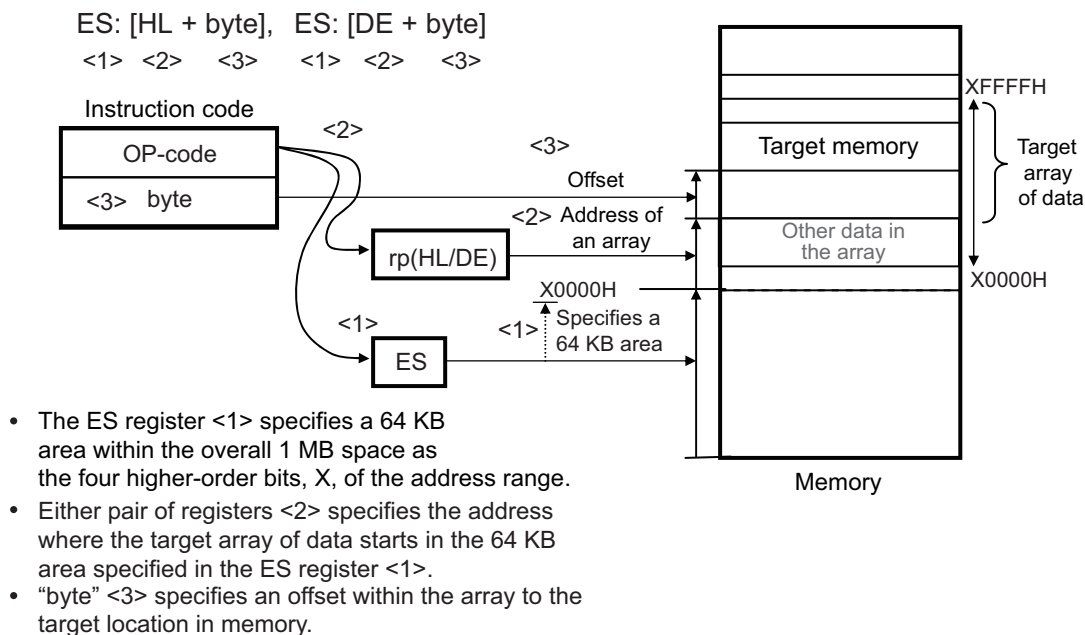 ES: [HL + byte],   ES: [DE + byte]
<1> <2> <3> <1> <2> <3>
Instruction code
OP-code
<3> byte
<2>
<3>
Offset
<2> Address of
an array
rp(HL/DE)
X0000H
<1> Specifies a
64 KB area
<1>
ES
XFFFFH
Target memory
Target
array
of data
Other data in
the array
X0000H
Memory
• The ES register <1> specifies a 64 KB
area within the overall 1 MB space as
the four higher-order bits, X, of the address range.
• Either pair of registers <2> specifies the address
where the target array of data starts in the 64 KB
area specified in the ES register <1>.
• “byte” <3> specifies an offset within the array to the
target location in memory.